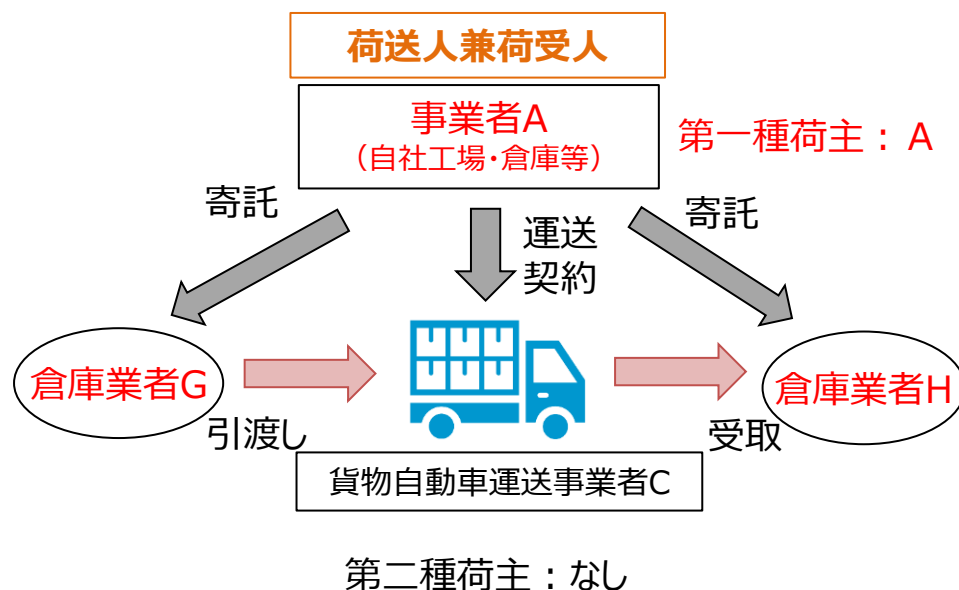 荷送人兼荷受人
事業者A
（自社工場・倉庫等）
第一種荷主：A
寄託
運送
契約
寄託
倉庫業者G
倉庫業者H
引渡し
受取
貨物自動車運送事業者C
第二種荷主：なし